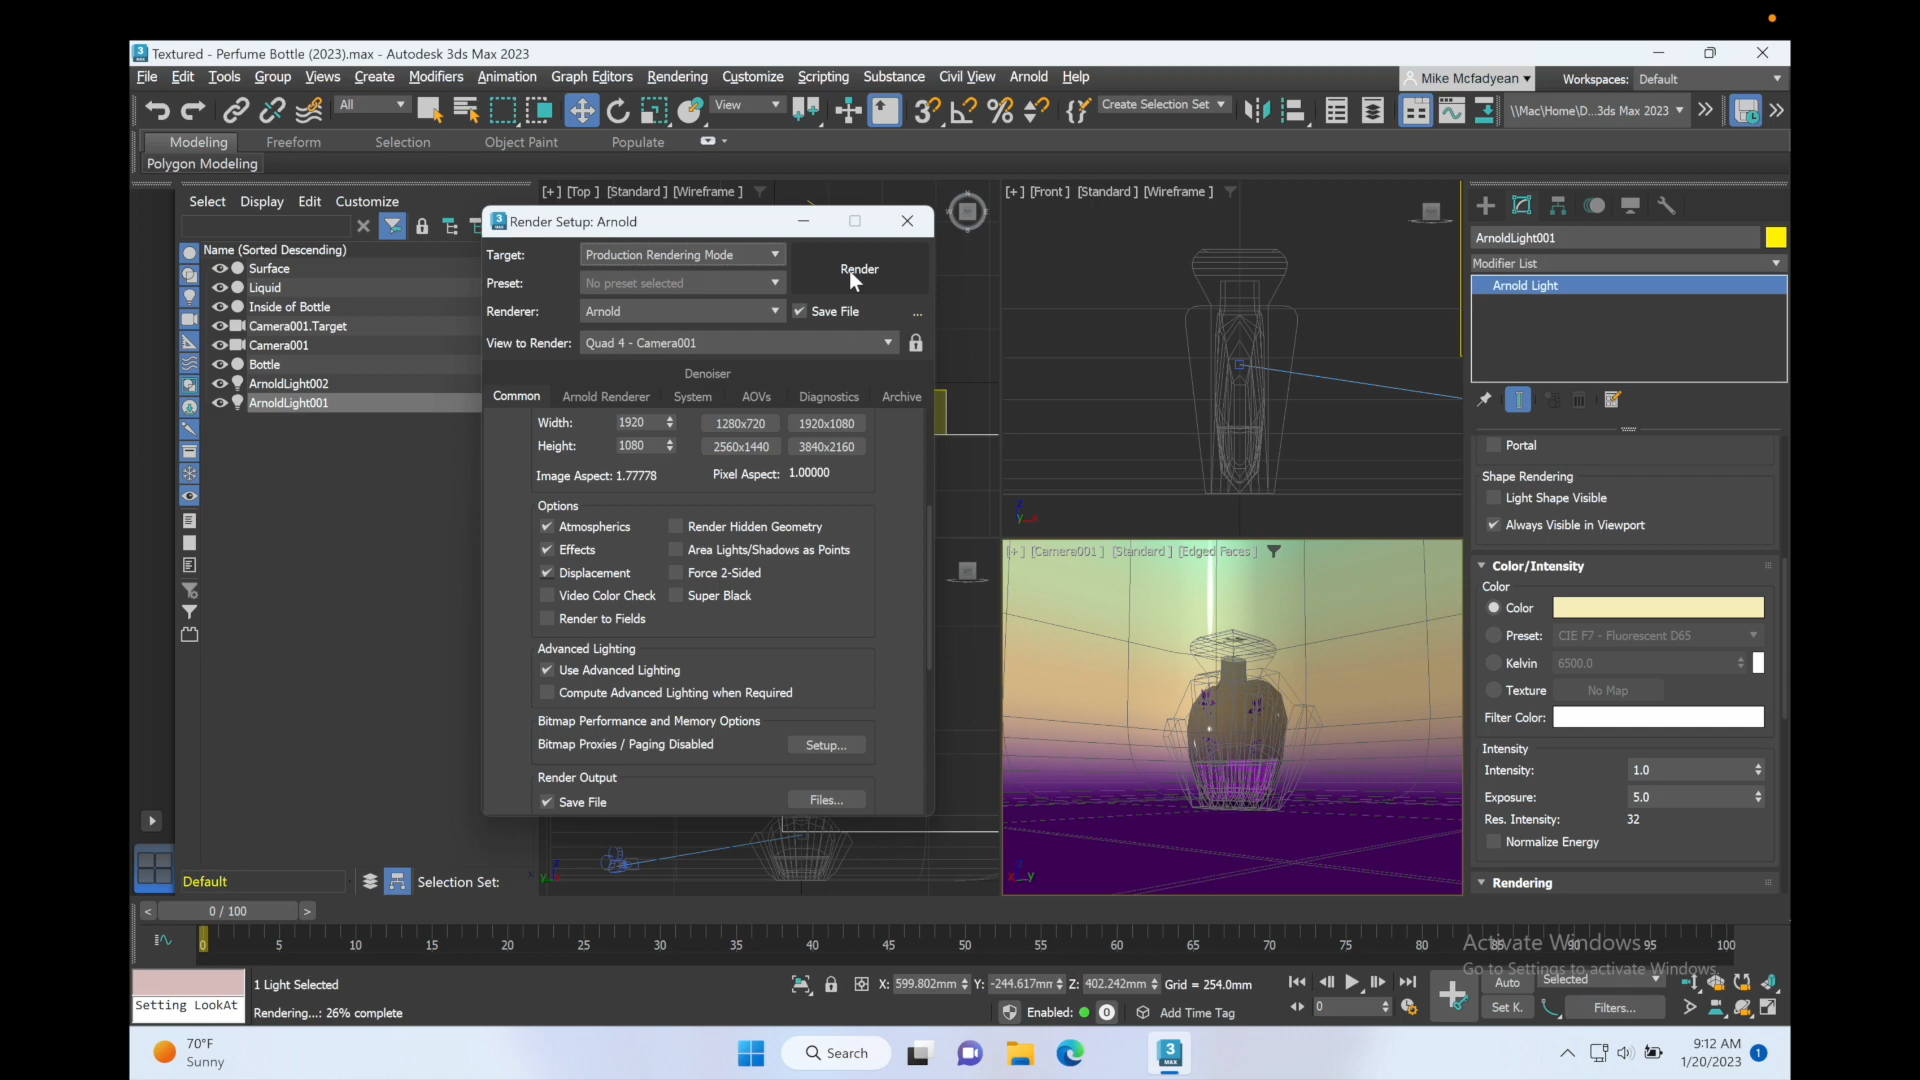 Textured - Perfume Bottle (2023).max - Autodesk 3ds Max 2023
File Edit Tools Group Views Create Modifiers Animation Graph Editors Rendering Customize Scripting Substance Civil View Arnold Help
Mike Mcfadyean Workspaces: Default
All View Create Selection Set \\Mac\Home\D...3ds Max 2023
Modeling Freeform Selection Object Paint Populate
Polygon Modeling
Select Display Edit Customize
Name (Sorted Descending)
Surface
Liquid
Inside of Bottle
Camera001.Target
Camera001
Bottle
ArnoldLight002
ArnoldLight001
[+] [Top ] [Standard ] [Wireframe ]
[+] [Front ] [Standard ] [Wireframe ]
Render Setup: Arnold
Target: Production Rendering Mode Render
Preset: No preset selected
Renderer: Arnold Save File ...
View to Render: Quad 4 - Camera001
Denoiser
Common Arnold Renderer System AOVs Diagnostics Archive
Width: 1920 1280x720 1920x1080
Height: 1080 2560x1440 3840x2160
Image Aspect: 1.77778 Pixel Aspect: 1.00000
Options
Atmospherics Render Hidden Geometry
Effects Area Lights/Shadows as Points
Displacement Force 2-Sided
Video Color Check Super Black
Render to Fields
Advanced Lighting
Use Advanced Lighting
Compute Advanced Lighting when Required
Bitmap Performance and Memory Options
Bitmap Proxies / Paging Disabled Setup...
Render Output
Save File Files...
[+] [Camera001 ] [Standard ] [Edged Faces ]
ArnoldLight001
Modifier List
Arnold Light
Portal
Shape Rendering
Light Shape Visible
Always Visible in Viewport
Color/Intensity
Color
Color
Preset: CIE F7 - Fluorescent D65
Kelvin 6500.0
Texture No Map
Filter Color:
Intensity
Intensity: 1.0
Exposure: 5.0
Res. Intensity: 32
Normalize Energy
Rendering
Default Selection Set:
< 0 / 100 >
0 5 10 15 20 25 30 35 40 45 50 55 60 65 70 75 80 85 90 95 100
Activate Windows
Go to Settings to activate Windows.
Setting LookAt
1 Light Selected
Rendering...: 26% complete
X: 599.802mm Y: -244.617mm Z: 402.242mm Grid = 254.0mm
Enabled: 0 Add Time Tag
0
Auto Selected
Set K. Filters...
70°F
Sunny
Search
9:12 AM
1/20/2023 1